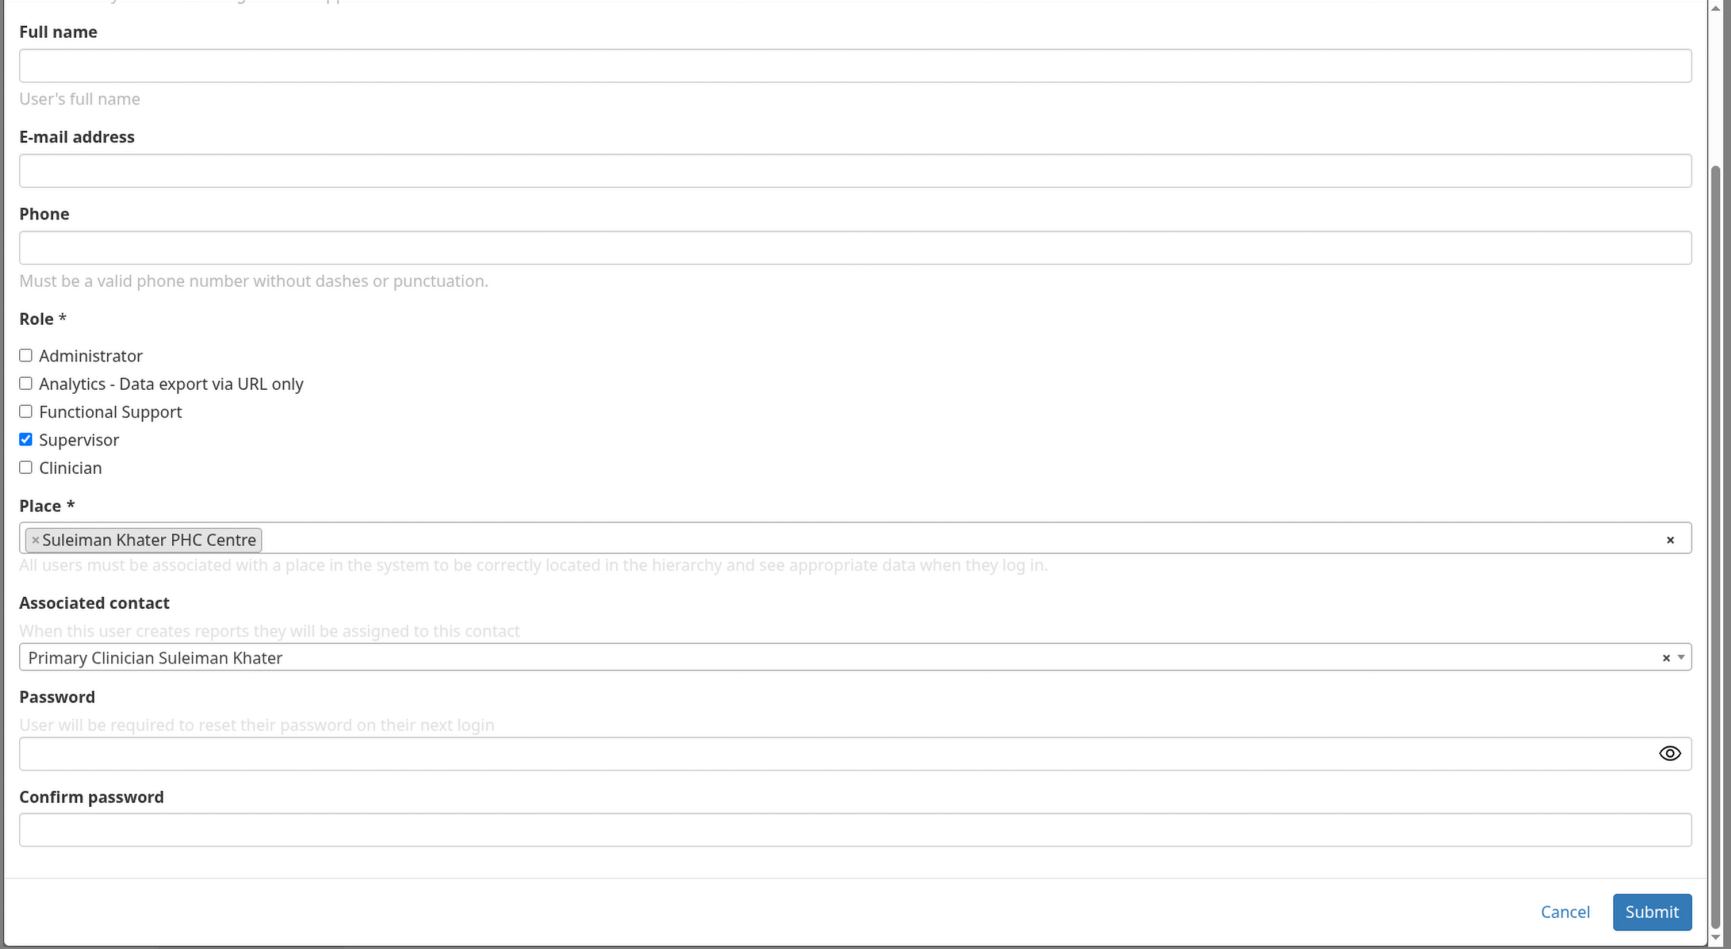 Full name
User's full name
E-mail address
Phone
Must be a valid phone number without dashes or punctuation.
Role *
Administrator
Analytics - Data export via URL only
Functional Support
Supervisor
Clinician
Place *
× Suleiman Khater PHC Centre ×
All users must be associated with a place in the system to be correctly located in the hierarchy and see appropriate data when they log in.
Associated contact
When this user creates reports they will be assigned to this contact
Primary Clinician Suleiman Khater ×
Password
User will be required to reset their password on their next login
Confirm password
Cancel Submit